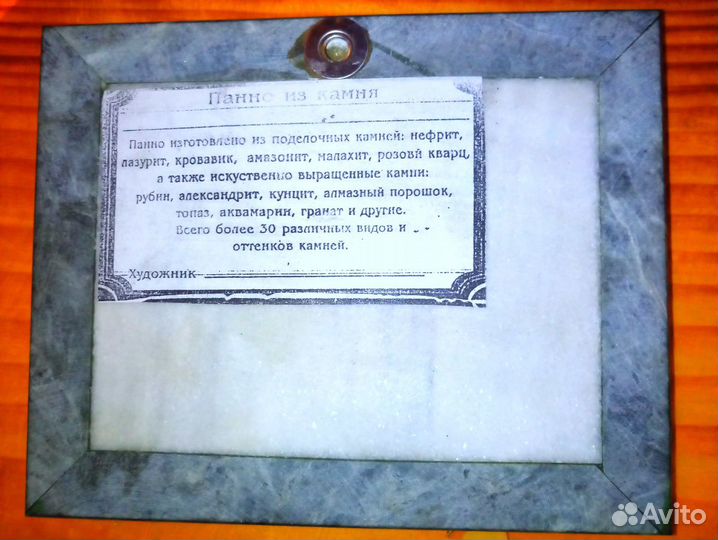 Панно из камня
Панно изготовлено из поделочных камней: нефрит,
лазурит, кровавик, амазонит, малахит, розовй кварц,
а также искуственно выращенные камни:
рубин, александрит, кунцит, алмазный порошок,
топаз, аквамарин, гранат и другие.
Всего более 30 различных видов и
оттенков камней.
Художник
Avito